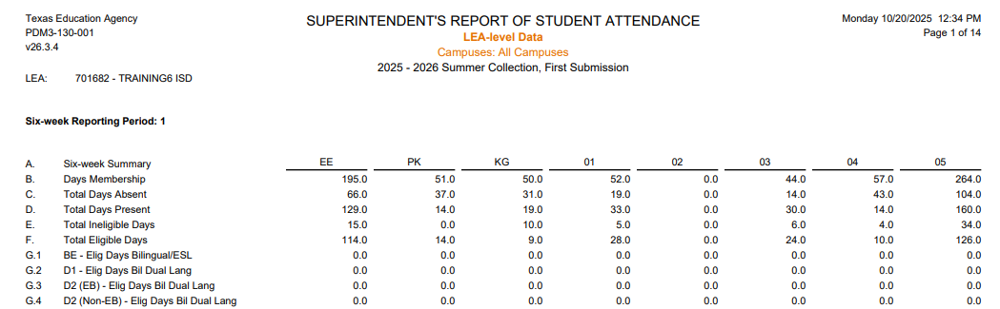 Texas Education Agency
SUPERINTENDENT'S REPORT OF STUDENT ATTENDANCE
Monday 10/20/2025 12:34 PM
PDM3-130-001
LEA-level Data
Page 1 of 14
v26.3.4
Campuses: All Campuses
2025 - 2026 Summer Collection, First Submission
LEA: 701682 - TRAINING6 ISD
Six-week Reporting Period: 1
A. Six-week Summary EE PK KG 01 02 03 04 05
B. Days Membership 195.0 51.0 50.0 52.0 0.0 44.0 57.0 264.0
C. Total Days Absent 66.0 37.0 31.0 19.0 0.0 14.0 43.0 104.0
D. Total Days Present 129.0 14.0 19.0 33.0 0.0 30.0 14.0 160.0
E. Total Ineligible Days 15.0 0.0 10.0 5.0 0.0 6.0 4.0 34.0
F. Total Eligible Days 114.0 14.0 9.0 28.0 0.0 24.0 10.0 126.0
G.1 BE - Elig Days Bilingual/ESL 0.0 0.0 0.0 0.0 0.0 0.0 0.0 0.0
G.2 D1 - Elig Days Bil Dual Lang 0.0 0.0 0.0 0.0 0.0 0.0 0.0 0.0
G.3 D2 (EB) - Elig Days Bil Dual Lang 0.0 0.0 0.0 0.0 0.0 0.0 0.0 0.0
G.4 D2 (Non-EB) - Elig Days Bil Dual Lang 0.0 0.0 0.0 0.0 0.0 0.0 0.0 0.0